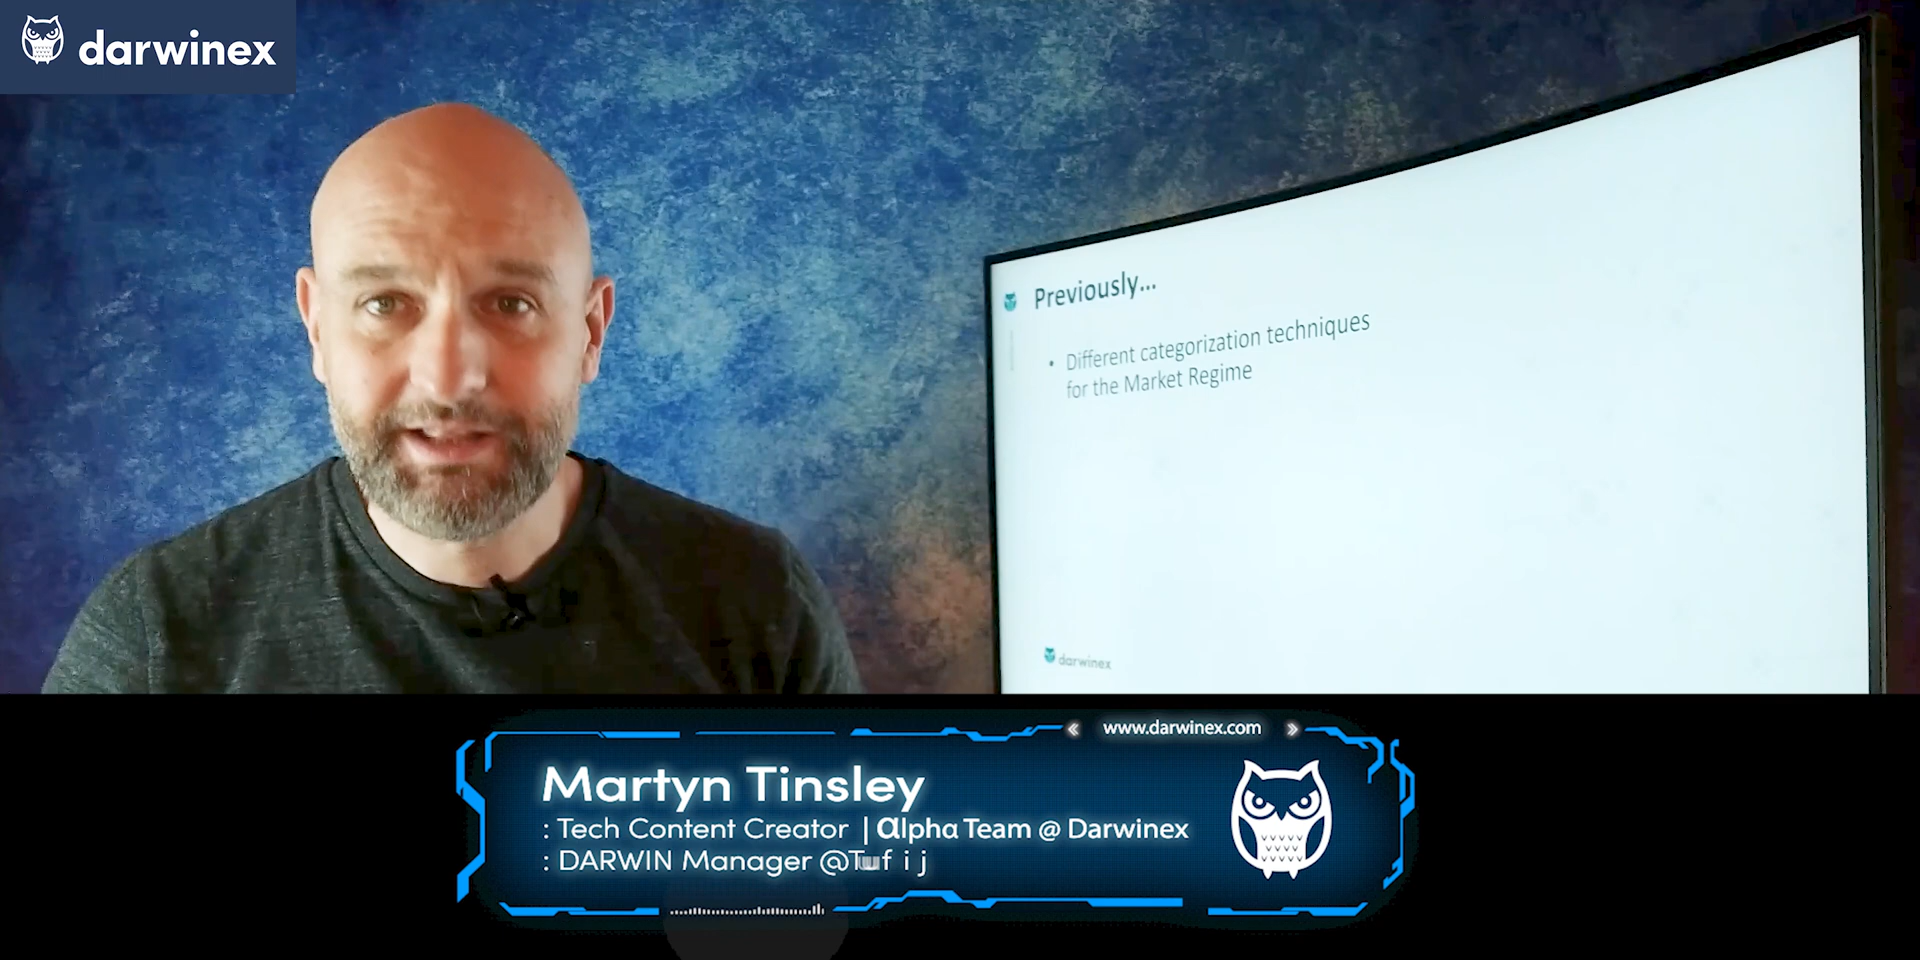 darwinex
Previously...
• Different categorization techniques
for the Market Regime
darwinex
www.darwinex.com
Martyn Tinsley
: Tech Content Creator | αlphα Team @ Darwinex
: DARWIN Manager